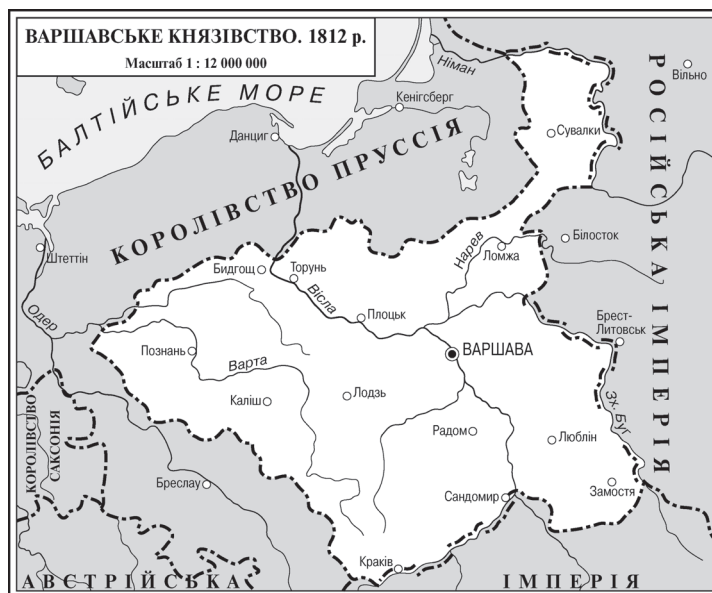 ВАРШАВСЬКЕ КНЯЗІВСТВО. 1812 р.
Масштаб 1 : 12 000 000
БАЛТІЙСЬКЕ МОРЕ
Німан
Вільно
Кенігсберг
Данциг
КОРОЛІВСТВО ПРУССІЯ
РОСІЙСЬКА ІМПЕРІЯ
Сувалки
Штеттін
Нарев
Ломжа
Білосток
Бидгощ
Торунь
Вісла
Плоцьк
Одер
Брест-
Литовськ
Познань
Варта
ВАРШАВА
Каліш
Лодзь
Зх. Буг
КОРОЛІВСТВО
САКСОНІЯ
Радом
Люблін
Бреслау
Сандомир
Замостя
Краків
АВСТРІЙСЬКА ІМПЕРІЯ